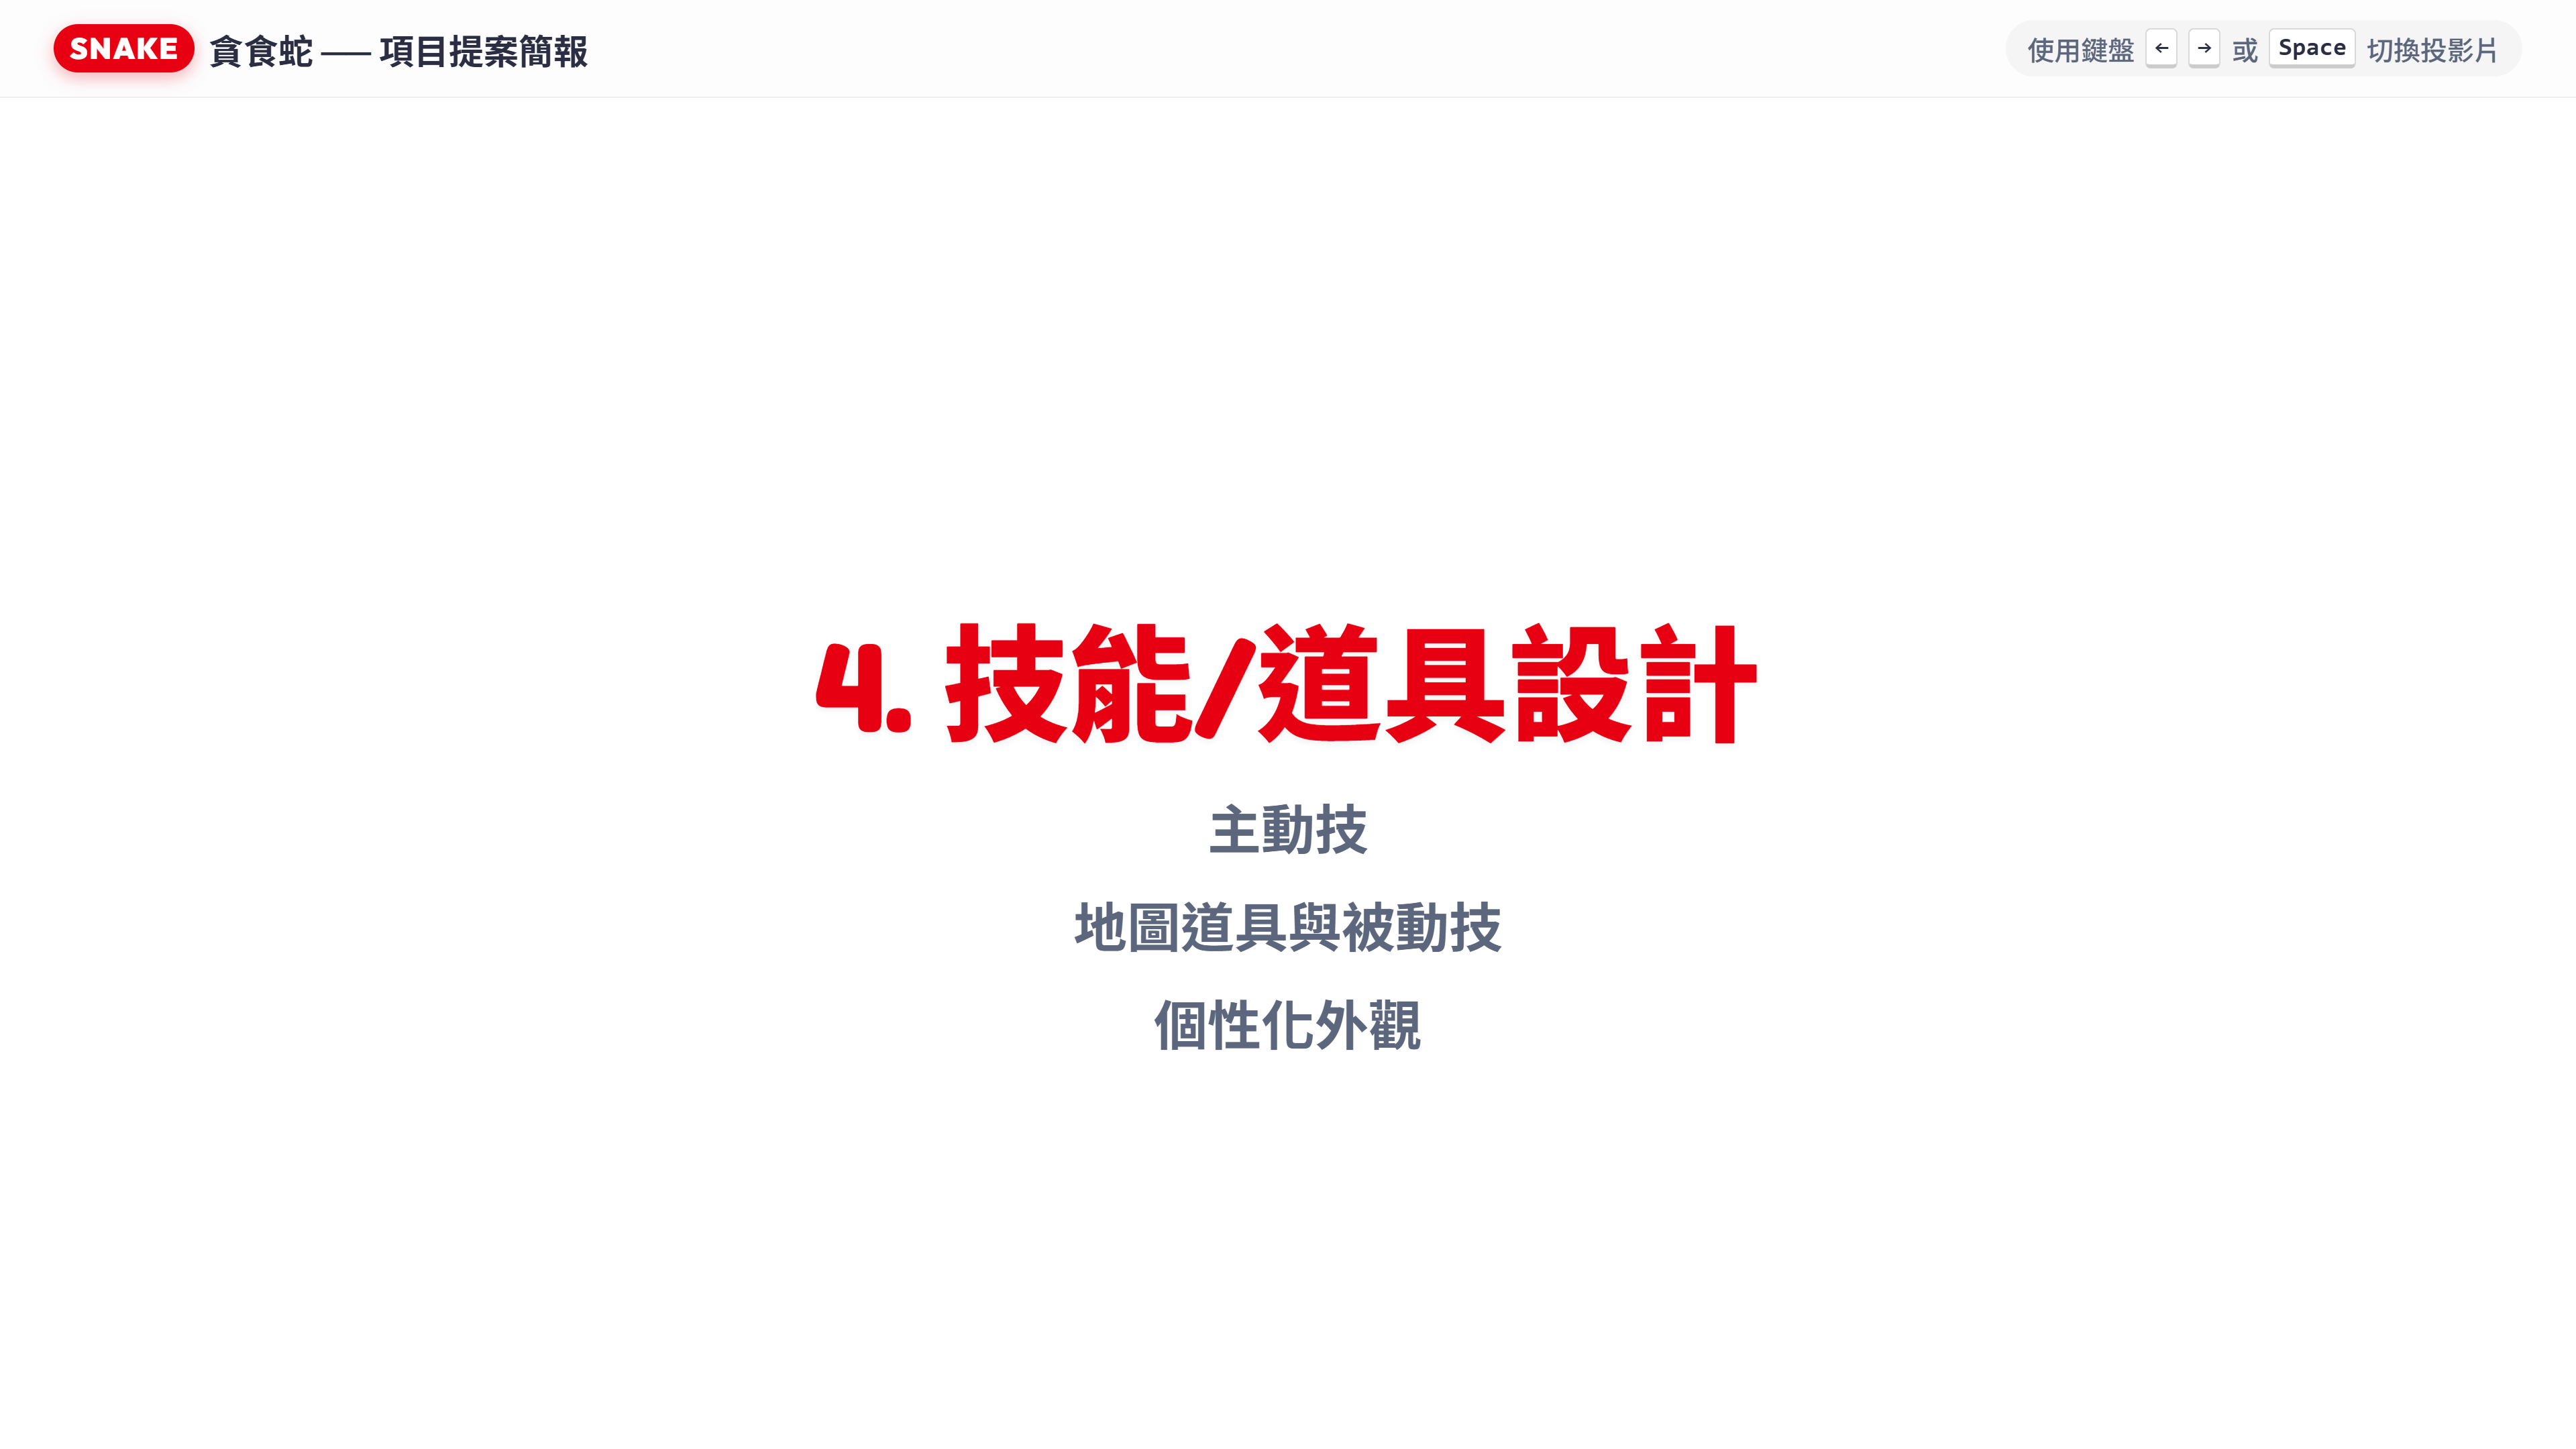 SNAKE 貪食蛇 —— 項目提案簡報
使用鍵盤 ← → 或 Space 切換投影片
4. 技能/道具設計
主動技
地圖道具與被動技
個性化外觀